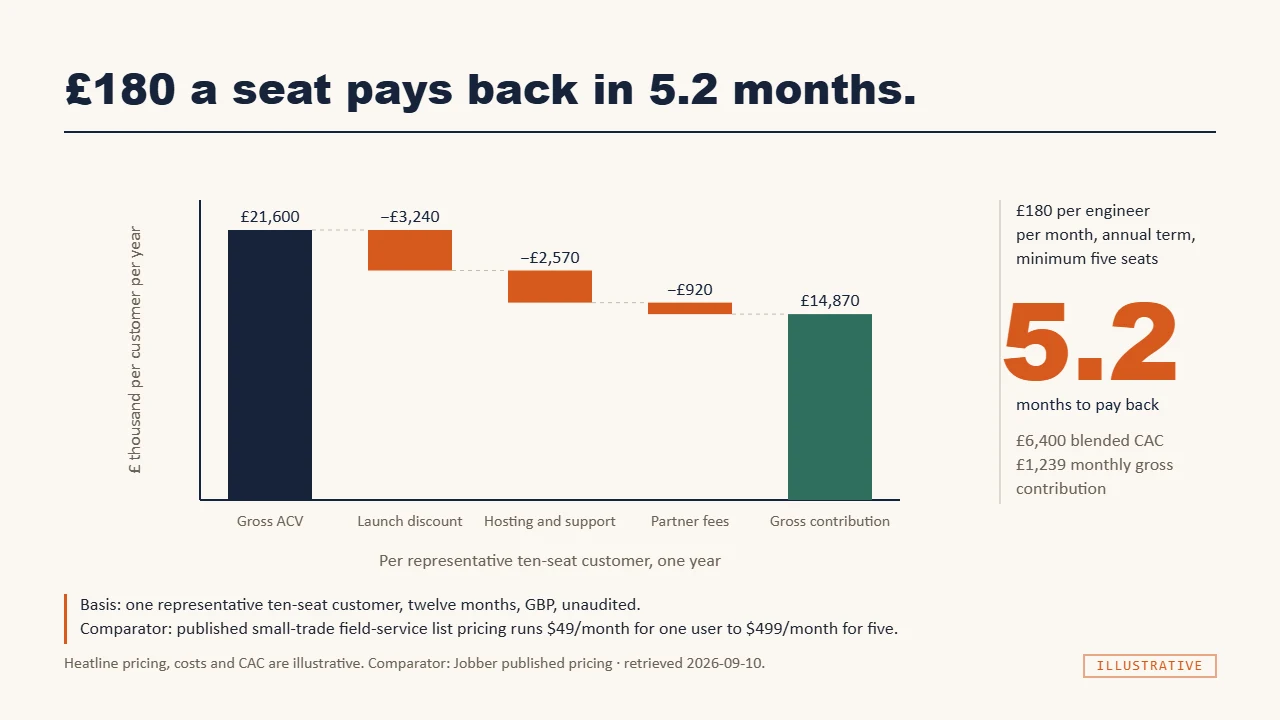 £180 a seat pays back in 5.2 months.
£ thousand per customer per year
£21,600
−£3,240
−£2,570
−£920
£14,870
Gross ACV
Launch discount
Hosting and support
Partner fees
Gross contribution
Per representative ten-seat customer, one year
£180 per engineer
per month, annual term,
minimum five seats
5.2
months to pay back
£6,400 blended CAC
£1,239 monthly gross
contribution
Basis: one representative ten-seat customer, twelve months, GBP, unaudited.
Comparator: published small-trade field-service list pricing runs $49/month for one user to $499/month for five.
Heatline pricing, costs and CAC are illustrative. Comparator: Jobber published pricing · retrieved 2026-09-10.
ILLUSTRATIVE